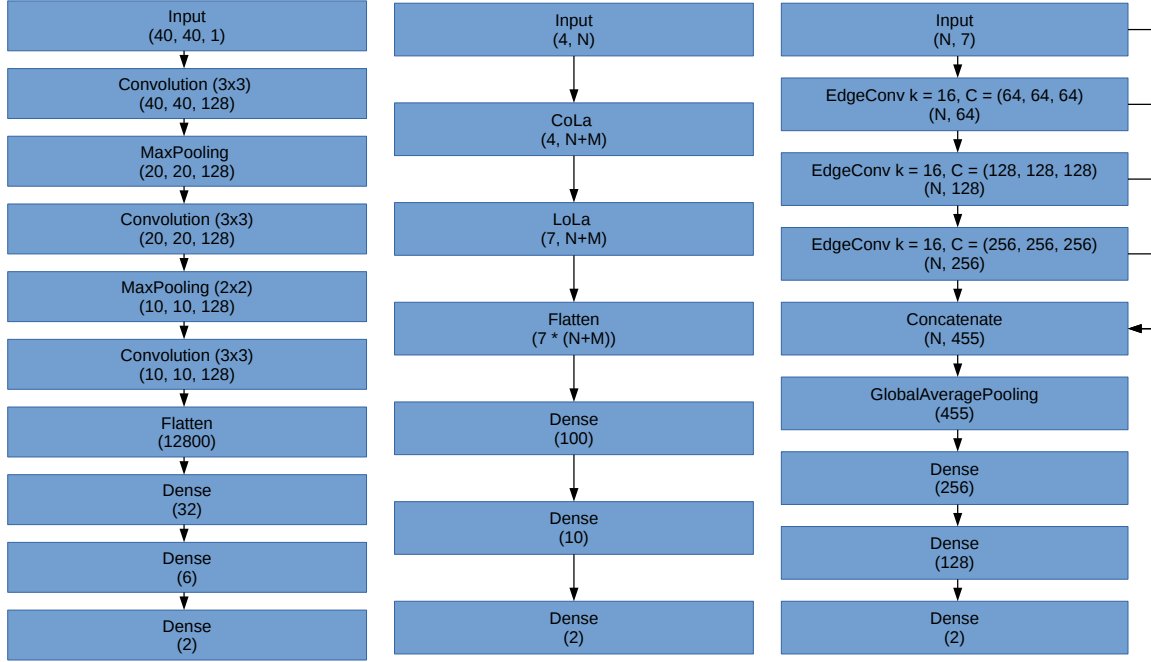 Input
(40, 40, 1)
Convolution (3x3)
(40, 40, 128)
MaxPooling
(20, 20, 128)
Convolution (3x3)
(20, 20, 128)
MaxPooling (2x2)
(10, 10, 128)
Convolution (3x3)
(10, 10, 128)
Flatten
(12800)
Dense
(32)
Dense
(6)
Dense
(2)
Input
(4, N)
CoLa
(4, N+M)
LoLa
(7, N+M)
Flatten
(7 * (N+M))
Dense
(100)
Dense
(10)
Dense
(2)
Input
(N, 7)
EdgeConv k = 16, C = (64, 64, 64)
(N, 64)
EdgeConv k = 16, C = (128, 128, 128)
(N, 128)
EdgeConv k = 16, C = (256, 256, 256)
(N, 256)
Concatenate
(N, 455)
GlobalAveragePooling
(455)
Dense
(256)
Dense
(128)
Dense
(2)